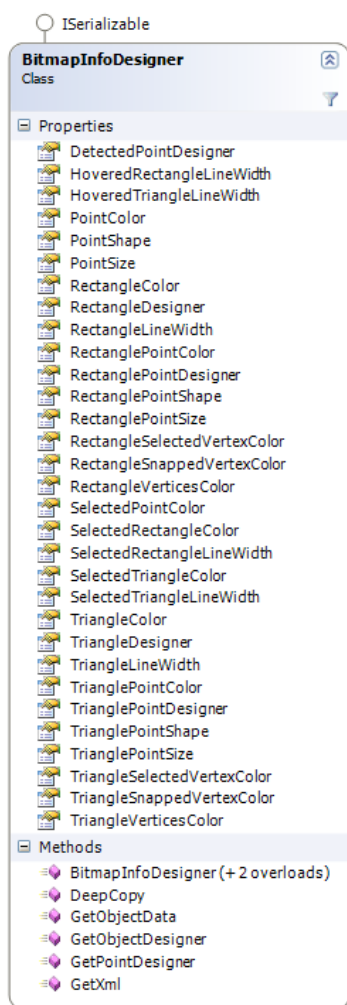 ISerializable
BitmapInfoDesigner
Class
Properties
DetectedPointDesigner
HoveredRectangleLineWidth
HoveredTriangleLineWidth
PointColor
PointShape
PointSize
RectangleColor
RectangleDesigner
RectangleLineWidth
RectanglePointColor
RectanglePointDesigner
RectanglePointShape
RectanglePointSize
RectangleSelectedVertexColor
RectangleSnappedVertexColor
RectangleVerticesColor
SelectedPointColor
SelectedRectangleColor
SelectedRectangleLineWidth
SelectedTriangleColor
SelectedTriangleLineWidth
TriangleColor
TriangleDesigner
TriangleLineWidth
TrianglePointColor
TrianglePointDesigner
TrianglePointShape
TrianglePointSize
TriangleSelectedVertexColor
TriangleSnappedVertexColor
TriangleVerticesColor
Methods
BitmapInfoDesigner (+ 2 overloads)
DeepCopy
GetObjectData
GetObjectDesigner
GetPointDesigner
GetXml